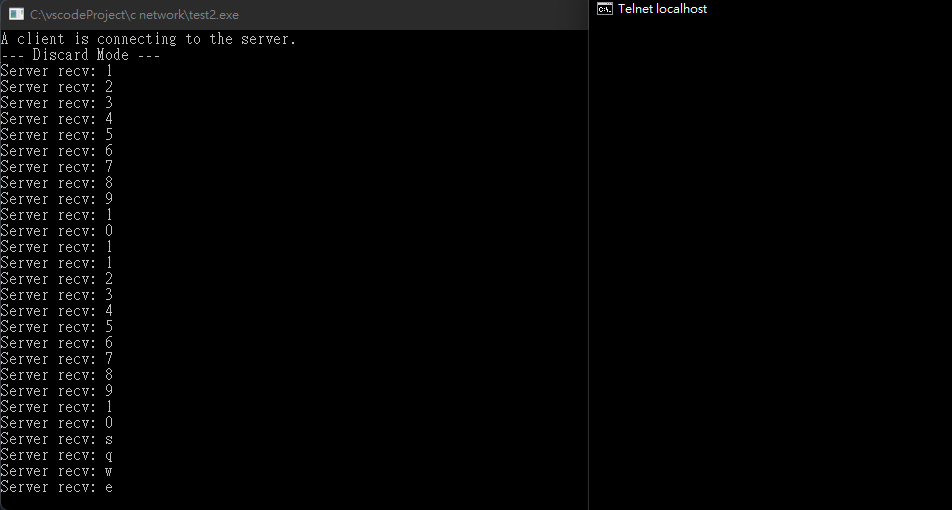 C:\vscodeProject\c network\test2.exe
Telnet localhost
A client is connecting to the server.
--- Discard Mode ---
Server recv: 1
Server recv: 2
Server recv: 3
Server recv: 4
Server recv: 5
Server recv: 6
Server recv: 7
Server recv: 8
Server recv: 9
Server recv: 1
Server recv: 0
Server recv: 1
Server recv: 1
Server recv: 2
Server recv: 3
Server recv: 4
Server recv: 5
Server recv: 6
Server recv: 7
Server recv: 8
Server recv: 9
Server recv: 1
Server recv: 0
Server recv: s
Server recv: q
Server recv: w
Server recv: e